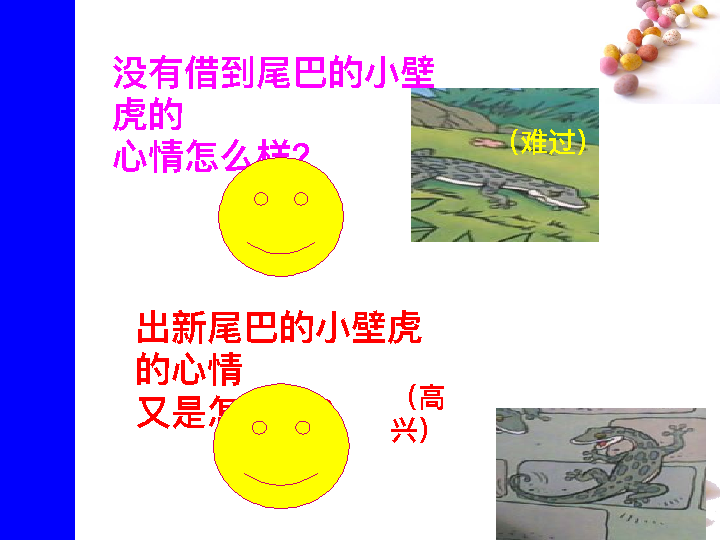 没有借到尾巴的小壁
虎的
心情怎么样?
（难过）
出新尾巴的小壁虎
的心情
又是怎
（高
兴）